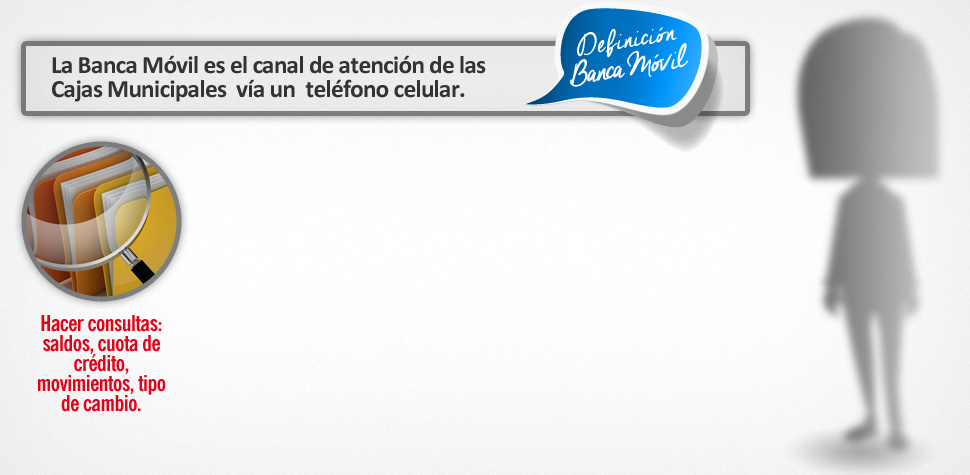 La Banca Móvil es el canal de atención de las
Cajas Municipales vía un teléfono celular.
Definición
Banca Móvil
Hacer consultas:
saldos, cuota de
crédito,
movimientos, tipo
de cambio.